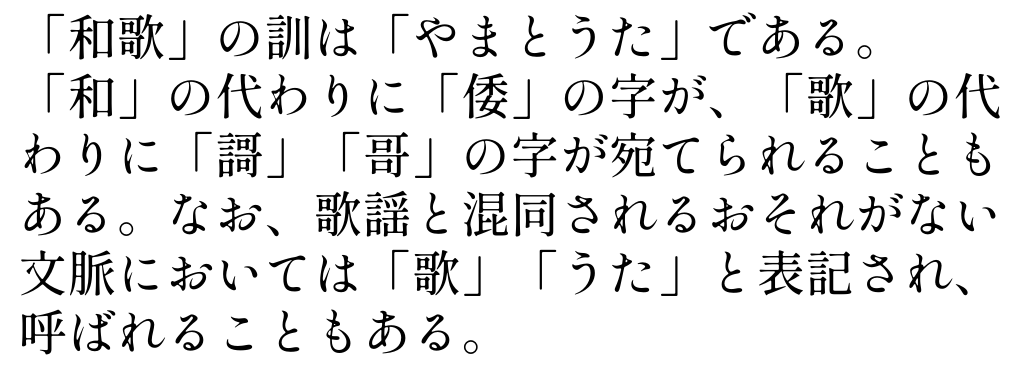 「和歌」の訓は「やまとうた」である。
「和」の代わりに「倭」の字が、「歌」の代
わりに「謌」「哥」の字が宛てられることも
ある。なお、歌謡と混同されるおそれがない
文脈においては「歌」「うた」と表記され、
呼ばれることもある。